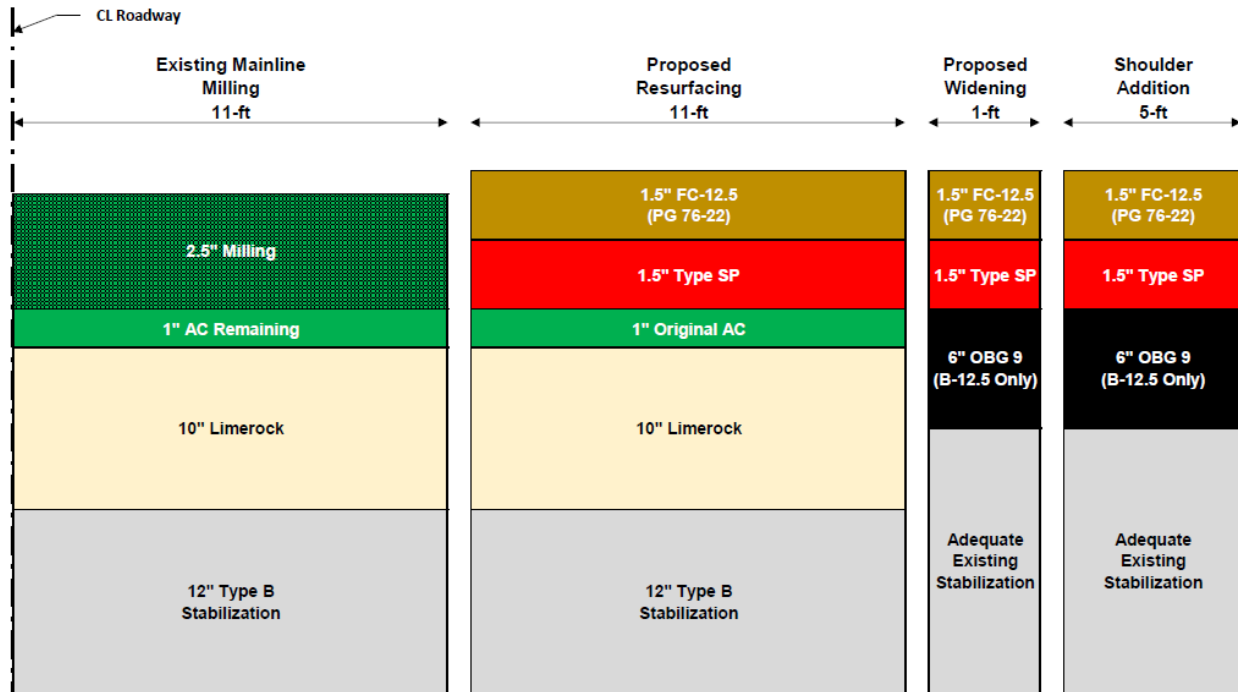 CL Roadway
Existing Mainline
Milling
11-ft
Proposed
Resurfacing
11-ft
Proposed
Widening
1-ft
Shoulder
Addition
5-ft
2.5" Milling
1" AC Remaining
10" Limerock
12" Type B
Stabilization
1.5" FC-12.5
(PG 76-22)
1.5" Type SP
1" Original AC
10" Limerock
12" Type B
Stabilization
1.5" FC-12.5
(PG 76-22)
1.5" Type SP
6" OBG 9
(B-12.5 Only)
Adequate
Existing
Stabilization
1.5" FC-12.5
(PG 76-22)
1.5" Type SP
6" OBG 9
(B-12.5 Only)
Adequate
Existing
Stabilization